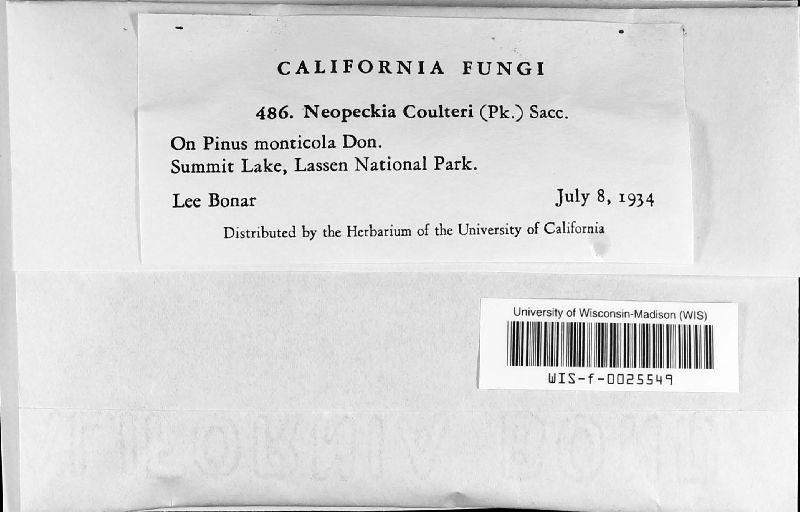 CALIFORNIA FUNGI
486. Neopeckia Coulteri (Pk.) Sacc.
On Pinus monticola Don.
Summit Lake, Lassen National Park.
Lee Bonar July 8, 1934
Distributed by the Herbarium of the University of California
University of Wisconsin-Madison (WIS)
WIS-f-0025549